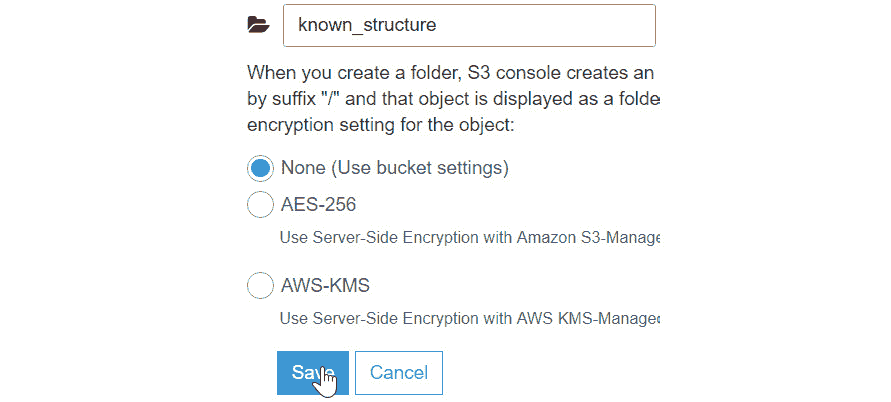 known_structure
When you create a folder, S3 console creates an
by suffix "/" and that object is displayed as a folde
encryption setting for the object:
None (Use bucket settings)
AES-256
Use Server-Side Encryption with Amazon S3-Manage
AWS-KMS
Use Server-Side Encryption with AWS KMS-Managed
Save
Cancel